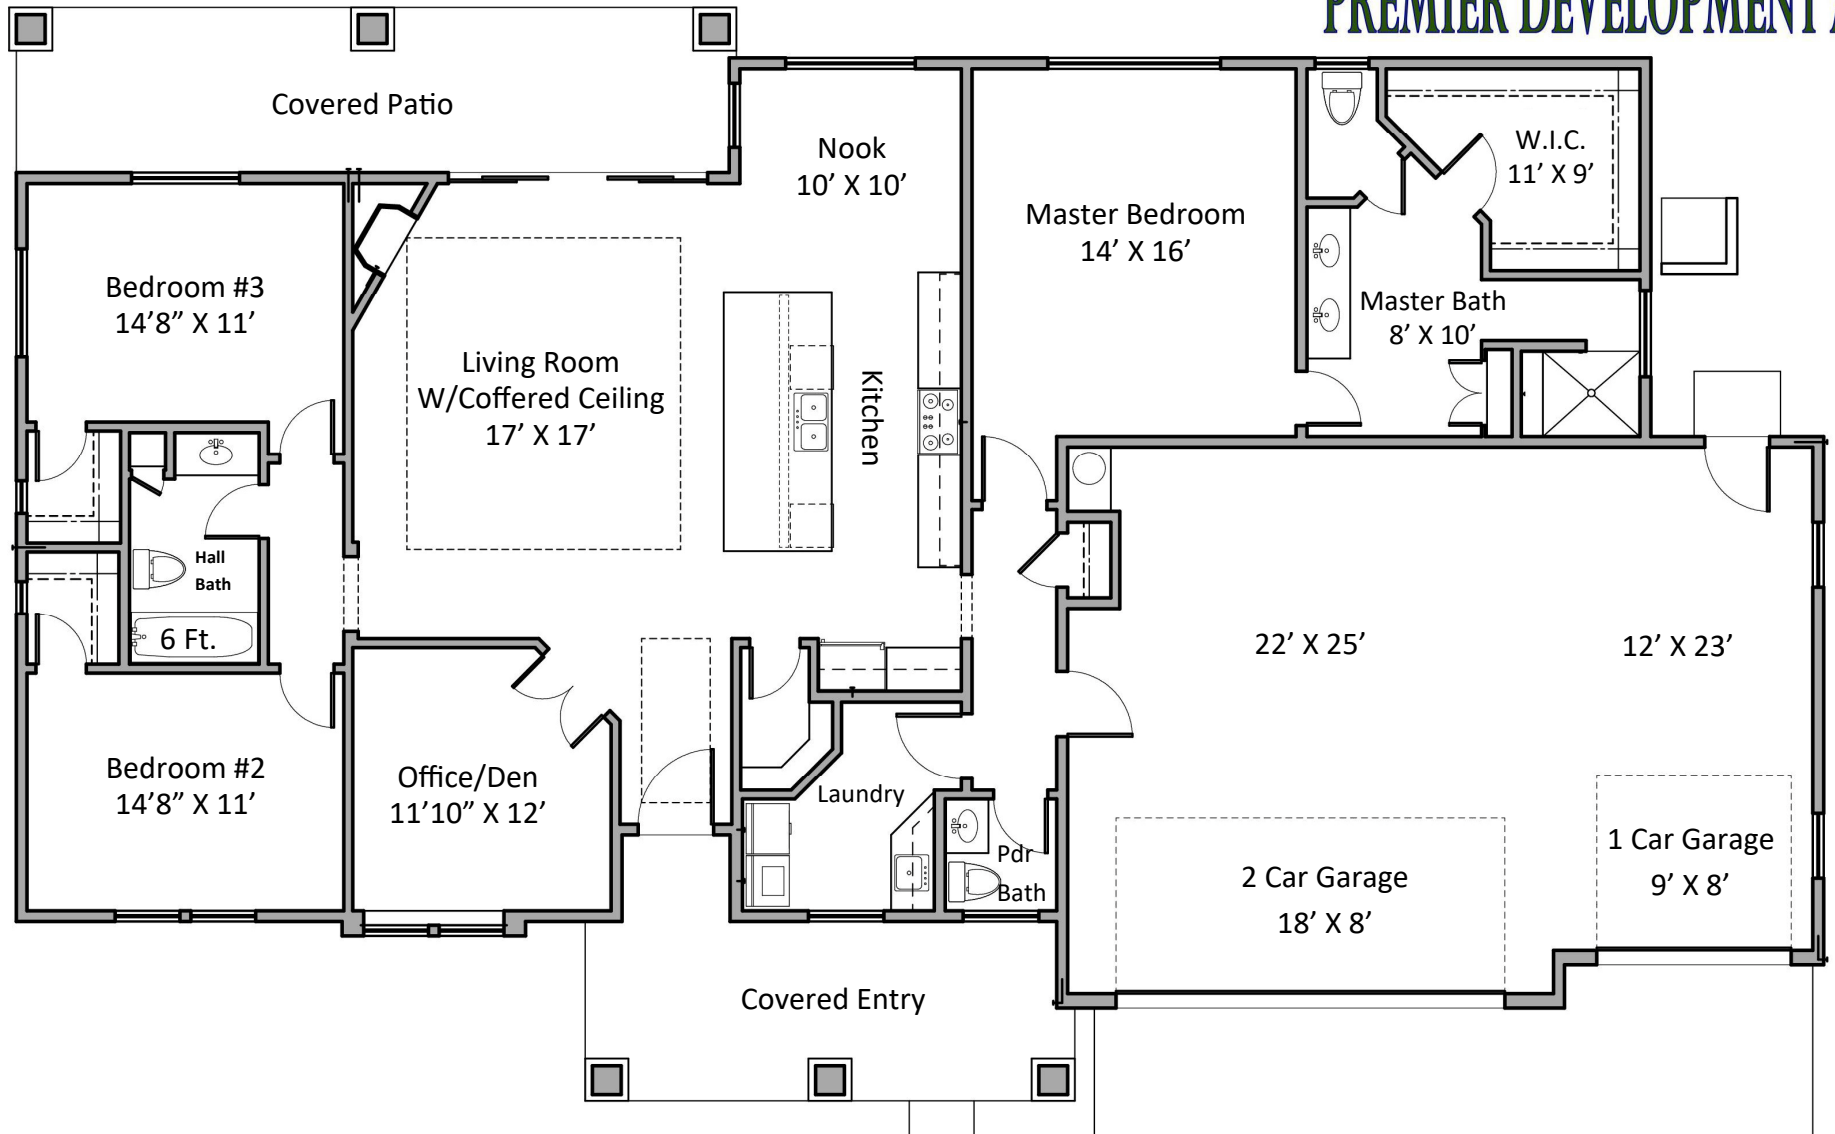 PREMIER DEVELOPMENT
Covered Patio
Nook
10’ X 10’
W.I.C.
11’ X 9’
Master Bedroom
14’ X 16’
Bedroom #3
14’8” X 11’
Master Bath
8’ X 10’
Living Room
W/Coffered Ceiling
17’ X 17’
Kitchen
Hall
Bath
6 Ft.
22’ X 25’
12’ X 23’
Bedroom #2
14’8” X 11’
Office/Den
11’10” X 12’
Laundry
Pdr
Bath
2 Car Garage
18’ X 8’
1 Car Garage
9’ X 8’
Covered Entry